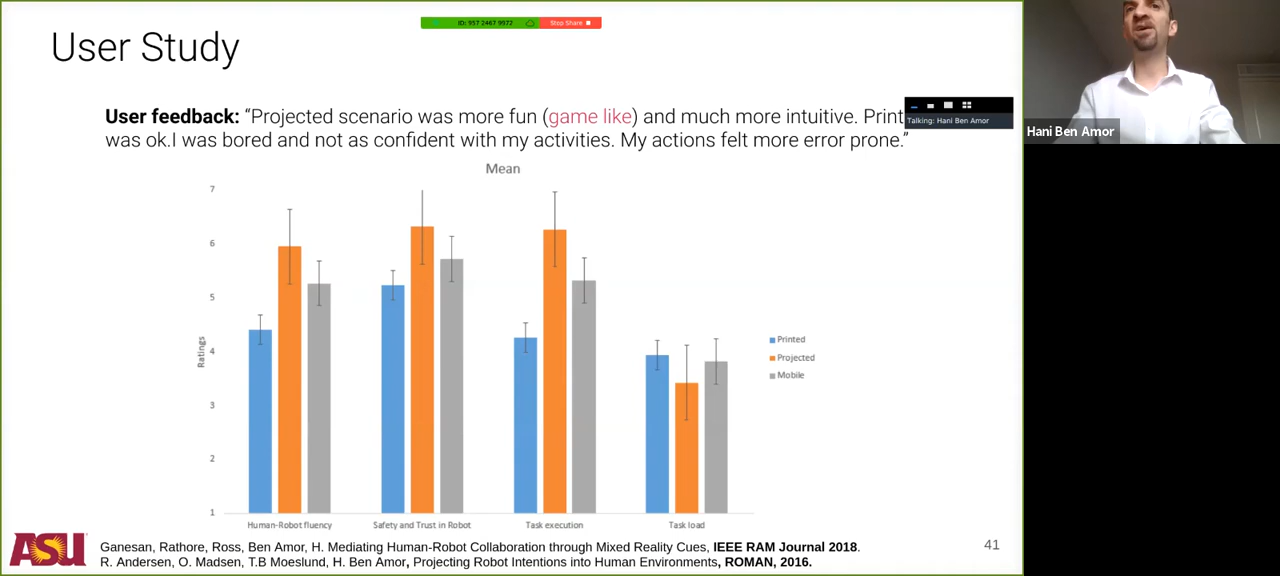 ID: 957 2467 9972
Stop Share
User Study
User feedback: “Projected scenario was more fun (game like) and much more intuitive. Print
was ok.I was bored and not as confident with my activities. My actions felt more error prone.”
Talking: Hani Ben Amor
Hani Ben Amor
Mean
7
6
5
4
3
2
1
Ratings
Printed
Projected
Mobile
Human-Robot fluency
Safety and Trust in Robot
Task execution
Task load
ASU
Ganesan, Rathore, Ross, Ben Amor, H. Mediating Human-Robot Collaboration through Mixed Reality Cues, IEEE RAM Journal 2018.
R. Andersen, O. Madsen, T.B Moeslund, H. Ben Amor, Projecting Robot Intentions into Human Environments, ROMAN, 2016.
41